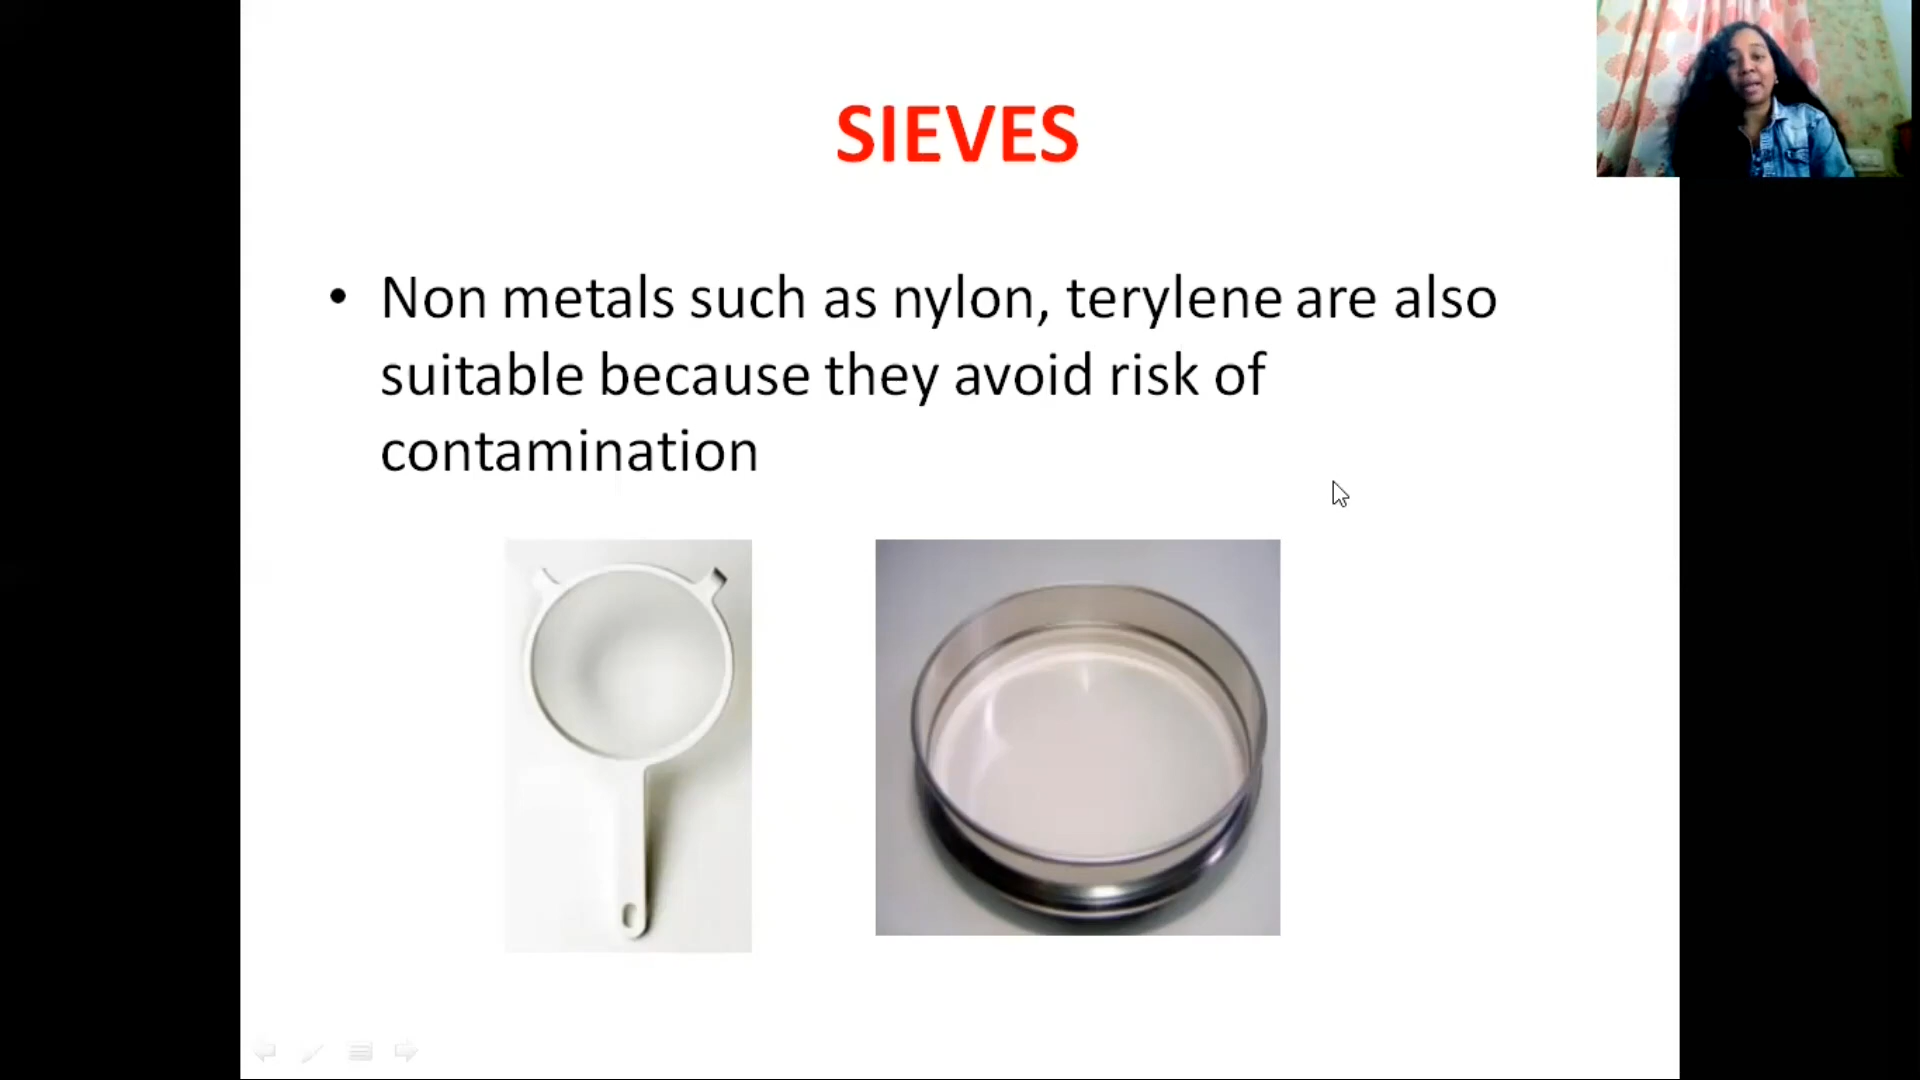 SIEVES
• Non metals such as nylon, terylene are also
suitable because they avoid risk of
contamination